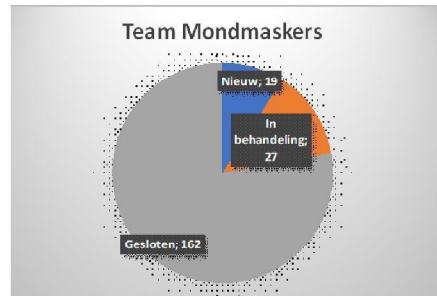 Team Mondmaskers
Nieuw; 19
In
behandeling;
27
Gesloten; 162